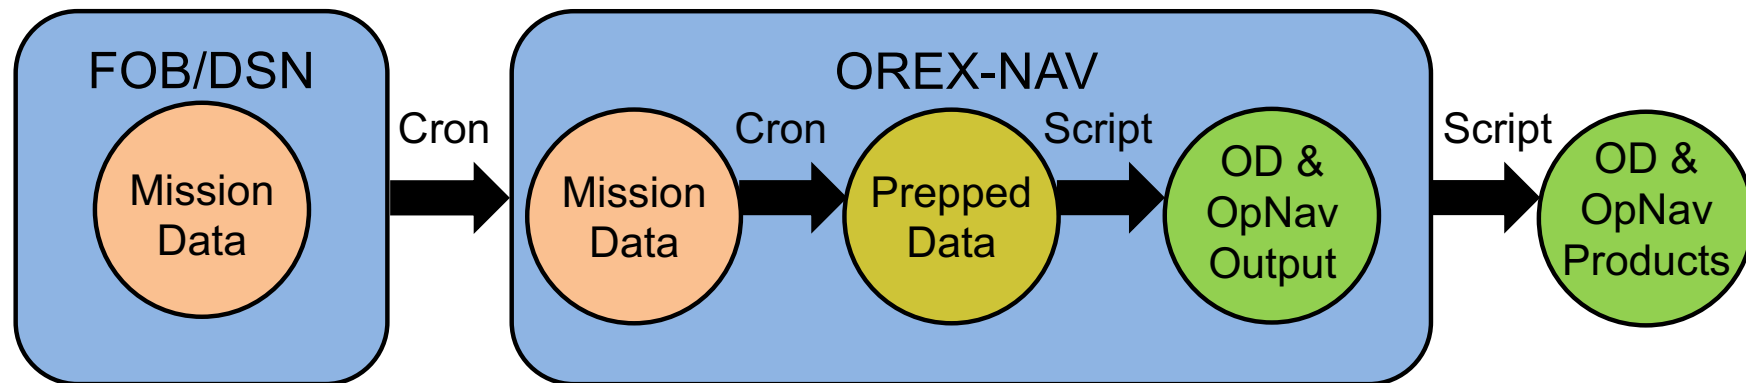 FOB/DSN
Mission
Data
Cron
OREX-NAV
Mission
Data
Cron
Prepped
Data
Script
OD &
OpNav
Output
Script
OD &
OpNav
Products